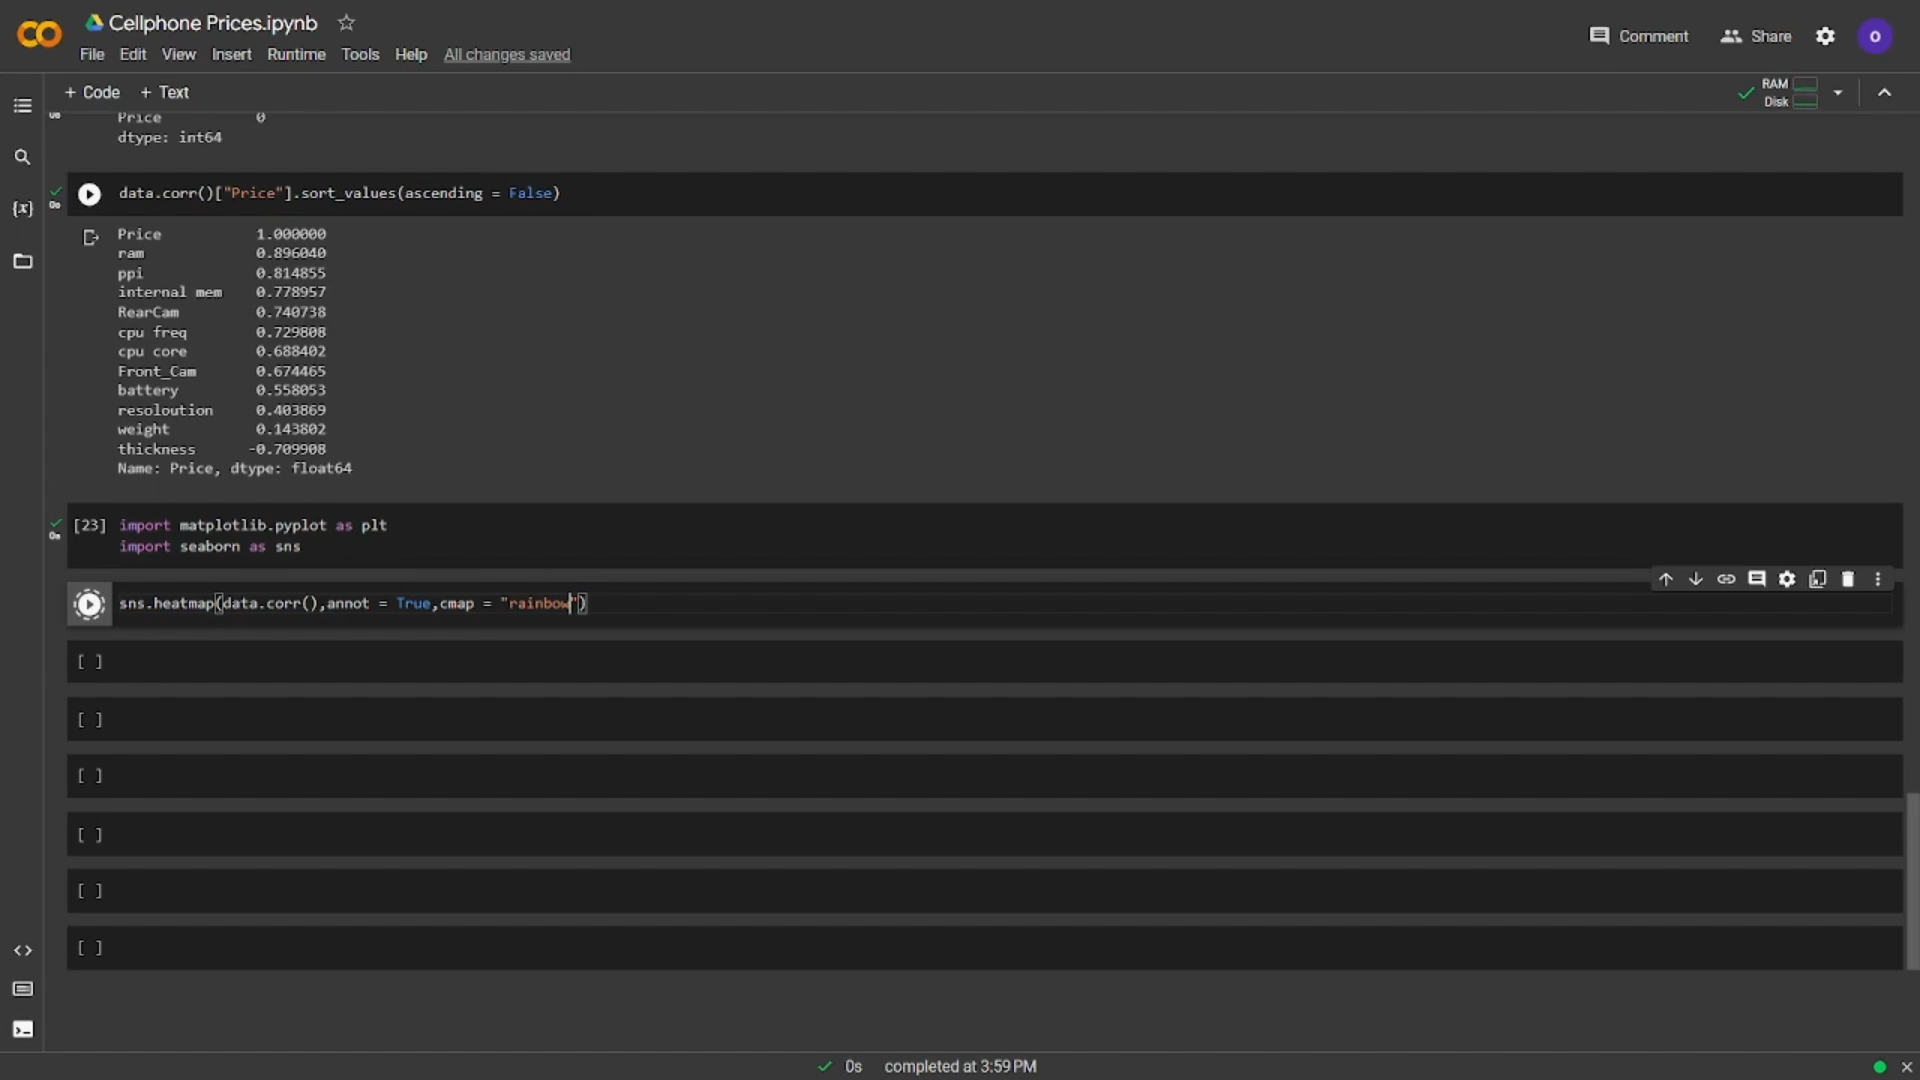 Cellphone Prices.ipynb
Comment
Share
O
File Edit View Insert Runtime Tools Help All changes saved
+ Code + Text
RAM
Disk
0s
Price 0
dtype: int64
0s
data.corr()["Price"].sort_values(ascending = False)
Price 1.000000
ram 0.896040
ppi 0.814855
internal mem 0.778957
RearCam 0.740738
cpu freq 0.729808
cpu core 0.688402
Front_Cam 0.674465
battery 0.558053
resoloution 0.403869
weight 0.143802
thickness -0.709908
Name: Price, dtype: float64
[23] import matplotlib.pyplot as plt
0s
import seaborn as sns
sns.heatmap(data.corr(),annot = True,cmap = "rainbow")
[ ]
[ ]
[ ]
[ ]
[ ]
[ ]
0s completed at 3:59 PM